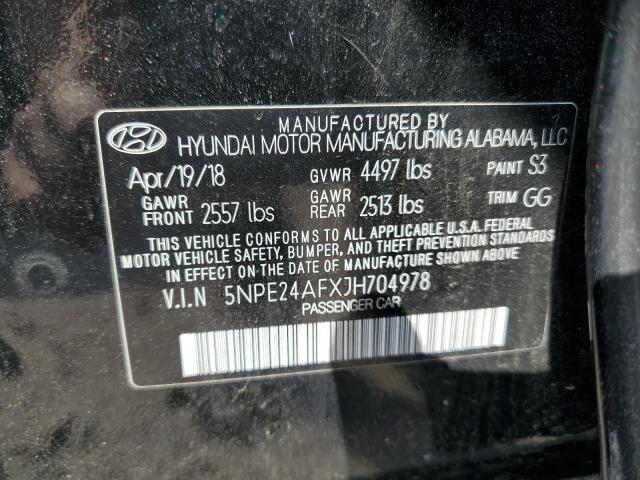 MANUFACTURED BY
HYUNDAI MOTOR MANUFACTURING ALABAMA, LLC
Apr/19/18 GVWR 4497 lbs PAINT S3
GAWR FRONT 2557 lbs GAWR REAR 2513 lbs TRIM GG
THIS VEHICLE CONFORMS TO ALL APPLICABLE U.S.A. FEDERAL
MOTOR VEHICLE SAFETY, BUMPER, AND THEFT PREVENTION STANDARDS
IN EFFECT ON THE DATE OF MANUFACTURE SHOWN ABOVE.
V.I.N 5NPE24AFXJH704978
PASSENGER CAR